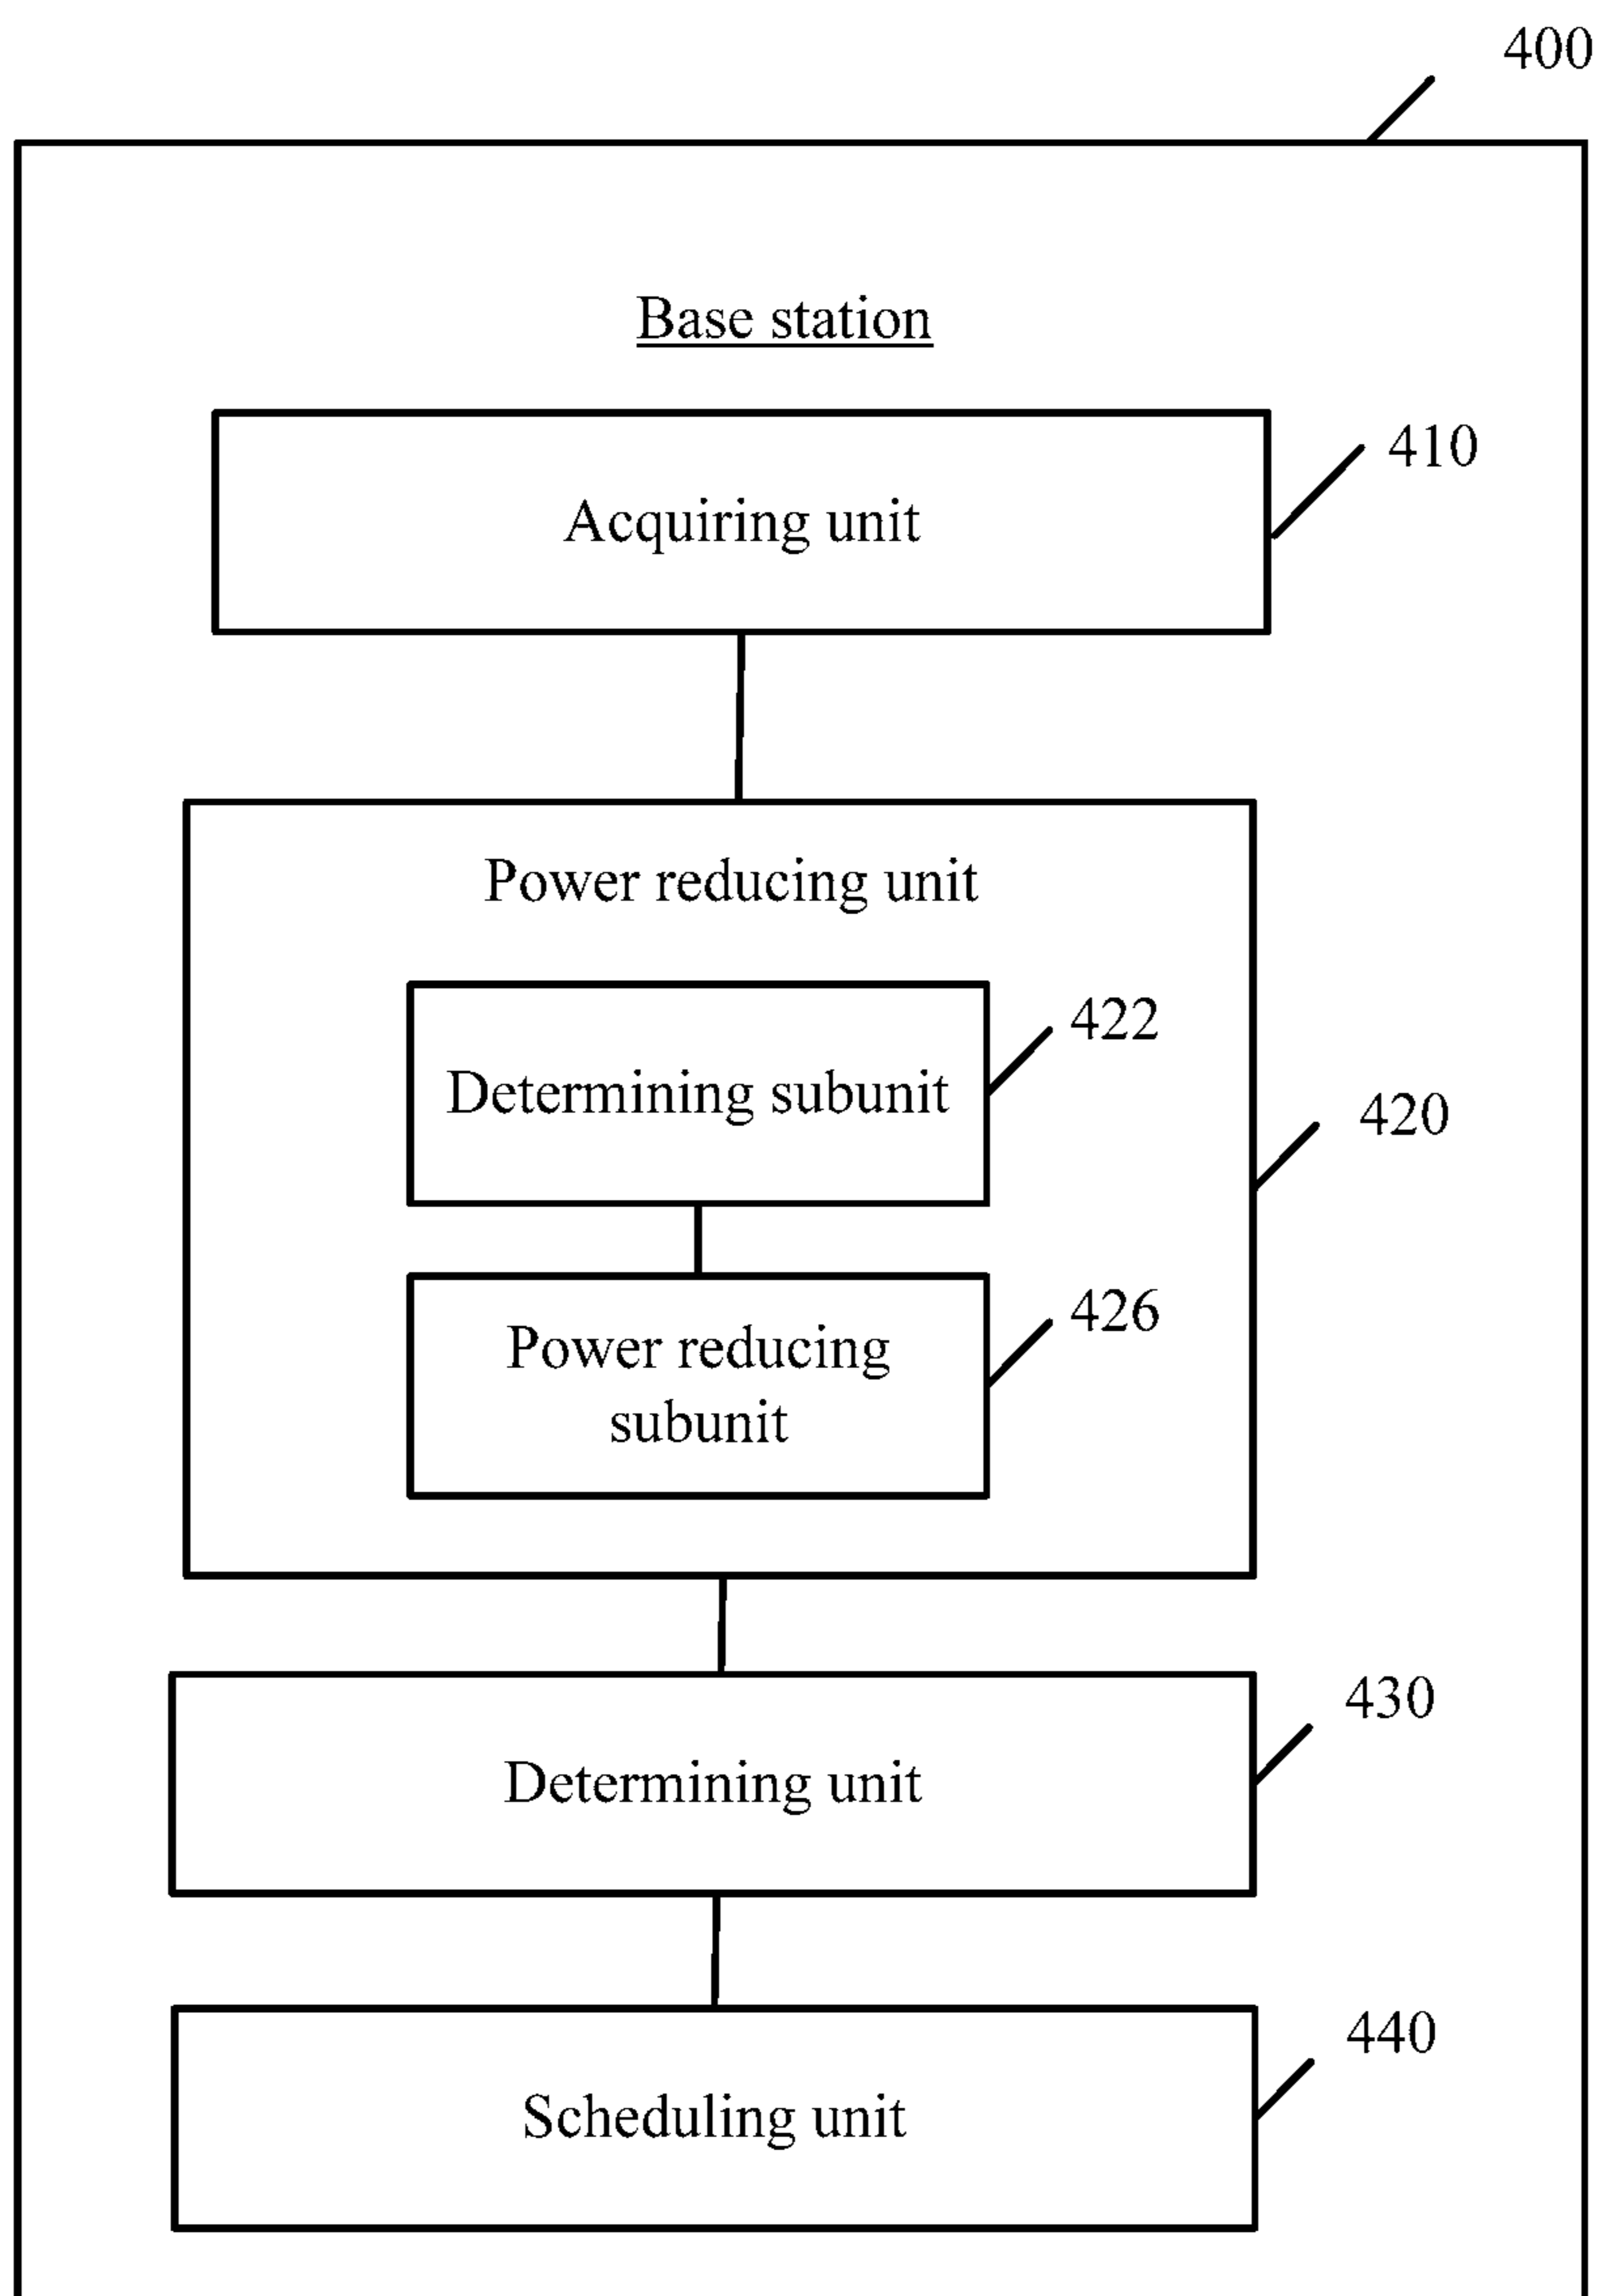 400
Base station
410
Acquiring unit
Power reducing unit
422
Determining subunit
420
426
Power reducing
subunit
430
Determining unit
440
Scheduling unit